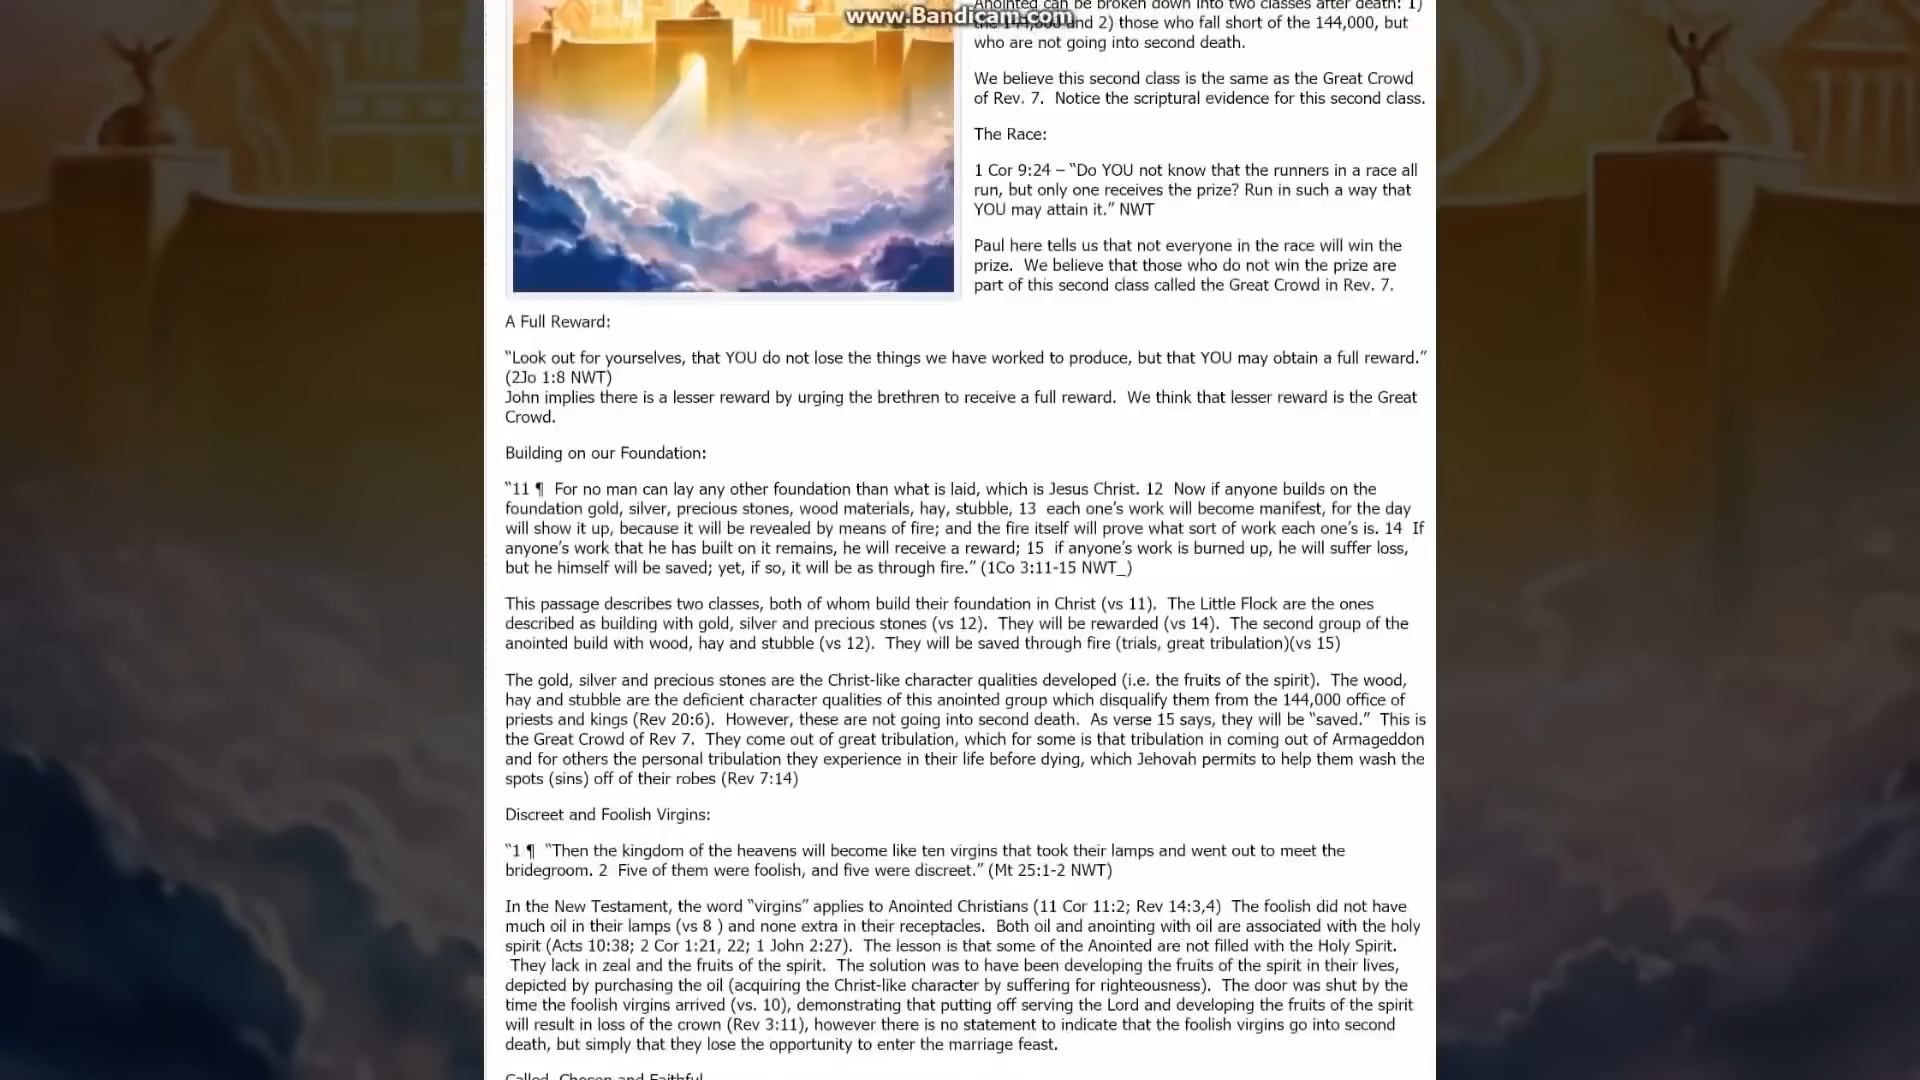 www.Bandicam.com
Anointed can be broken down into two classes after death: 1)
the 144,000 and 2) those who fall short of the 144,000, but
who are not going into second death.
We believe this second class is the same as the Great Crowd
of Rev. 7.  Notice the scriptural evidence for this second class.
The Race:
1 Cor 9:24 – “Do YOU not know that the runners in a race all
run, but only one receives the prize? Run in such a way that
YOU may attain it.” NWT
Paul here tells us that not everyone in the race will win the
prize.  We believe that those who do not win the prize are
part of this second class called the Great Crowd in Rev. 7.
A Full Reward:
“Look out for yourselves, that YOU do not lose the things we have worked to produce, but that YOU may obtain a full reward.”
(2Jo 1:8 NWT)
John implies there is a lesser reward by urging the brethren to receive a full reward.  We think that lesser reward is the Great
Crowd.
Building on our Foundation:
“11 ¶  For no man can lay any other foundation than what is laid, which is Jesus Christ. 12  Now if anyone builds on the
foundation gold, silver, precious stones, wood materials, hay, stubble, 13  each one’s work will become manifest, for the day
will show it up, because it will be revealed by means of fire; and the fire itself will prove what sort of work each one’s is. 14  If
anyone’s work that he has built on it remains, he will receive a reward; 15  if anyone’s work is burned up, he will suffer loss,
but he himself will be saved; yet, if so, it will be as through fire.” (1Co 3:11-15 NWT_)
This passage describes two classes, both of whom build their foundation in Christ (vs 11).  The Little Flock are the ones
described as building with gold, silver and precious stones (vs 12).  They will be rewarded (vs 14).  The second group of the
anointed build with wood, hay and stubble (vs 12).  They will be saved through fire (trials, great tribulation)(vs 15)
The gold, silver and precious stones are the Christ-like character qualities developed (i.e. the fruits of the spirit).  The wood,
hay and stubble are the deficient character qualities of this anointed group which disqualify them from the 144,000 office of
priests and kings (Rev 20:6).  However, these are not going into second death.  As verse 15 says, they will be “saved.”  This is
the Great Crowd of Rev 7.  They come out of great tribulation, which for some is that tribulation in coming out of Armageddon
and for others the personal tribulation they experience in their life before dying, which Jehovah permits to help them wash the
spots (sins) off of their robes (Rev 7:14)
Discreet and Foolish Virgins:
“1 ¶  “Then the kingdom of the heavens will become like ten virgins that took their lamps and went out to meet the
bridegroom. 2  Five of them were foolish, and five were discreet.” (Mt 25:1-2 NWT)
In the New Testament, the word “virgins” applies to Anointed Christians (11 Cor 11:2; Rev 14:3,4)  The foolish did not have
much oil in their lamps (vs 8 ) and none extra in their receptacles.  Both oil and anointing with oil are associated with the holy
spirit (Acts 10:38; 2 Cor 1:21, 22; 1 John 2:27).  The lesson is that some of the Anointed are not filled with the Holy Spirit.
They lack in zeal and the fruits of the spirit.  The solution was to have been developing the fruits of the spirit in their lives,
depicted by purchasing the oil (acquiring the Christ-like character by suffering for righteousness).  The door was shut by the
time the foolish virgins arrived (vs. 10), demonstrating that putting off serving the Lord and developing the fruits of the spirit
will result in loss of the crown (Rev 3:11), however there is no statement to indicate that the foolish virgins go into second
death, but simply that they lose the opportunity to enter the marriage feast.
Called, Chosen and Faithful